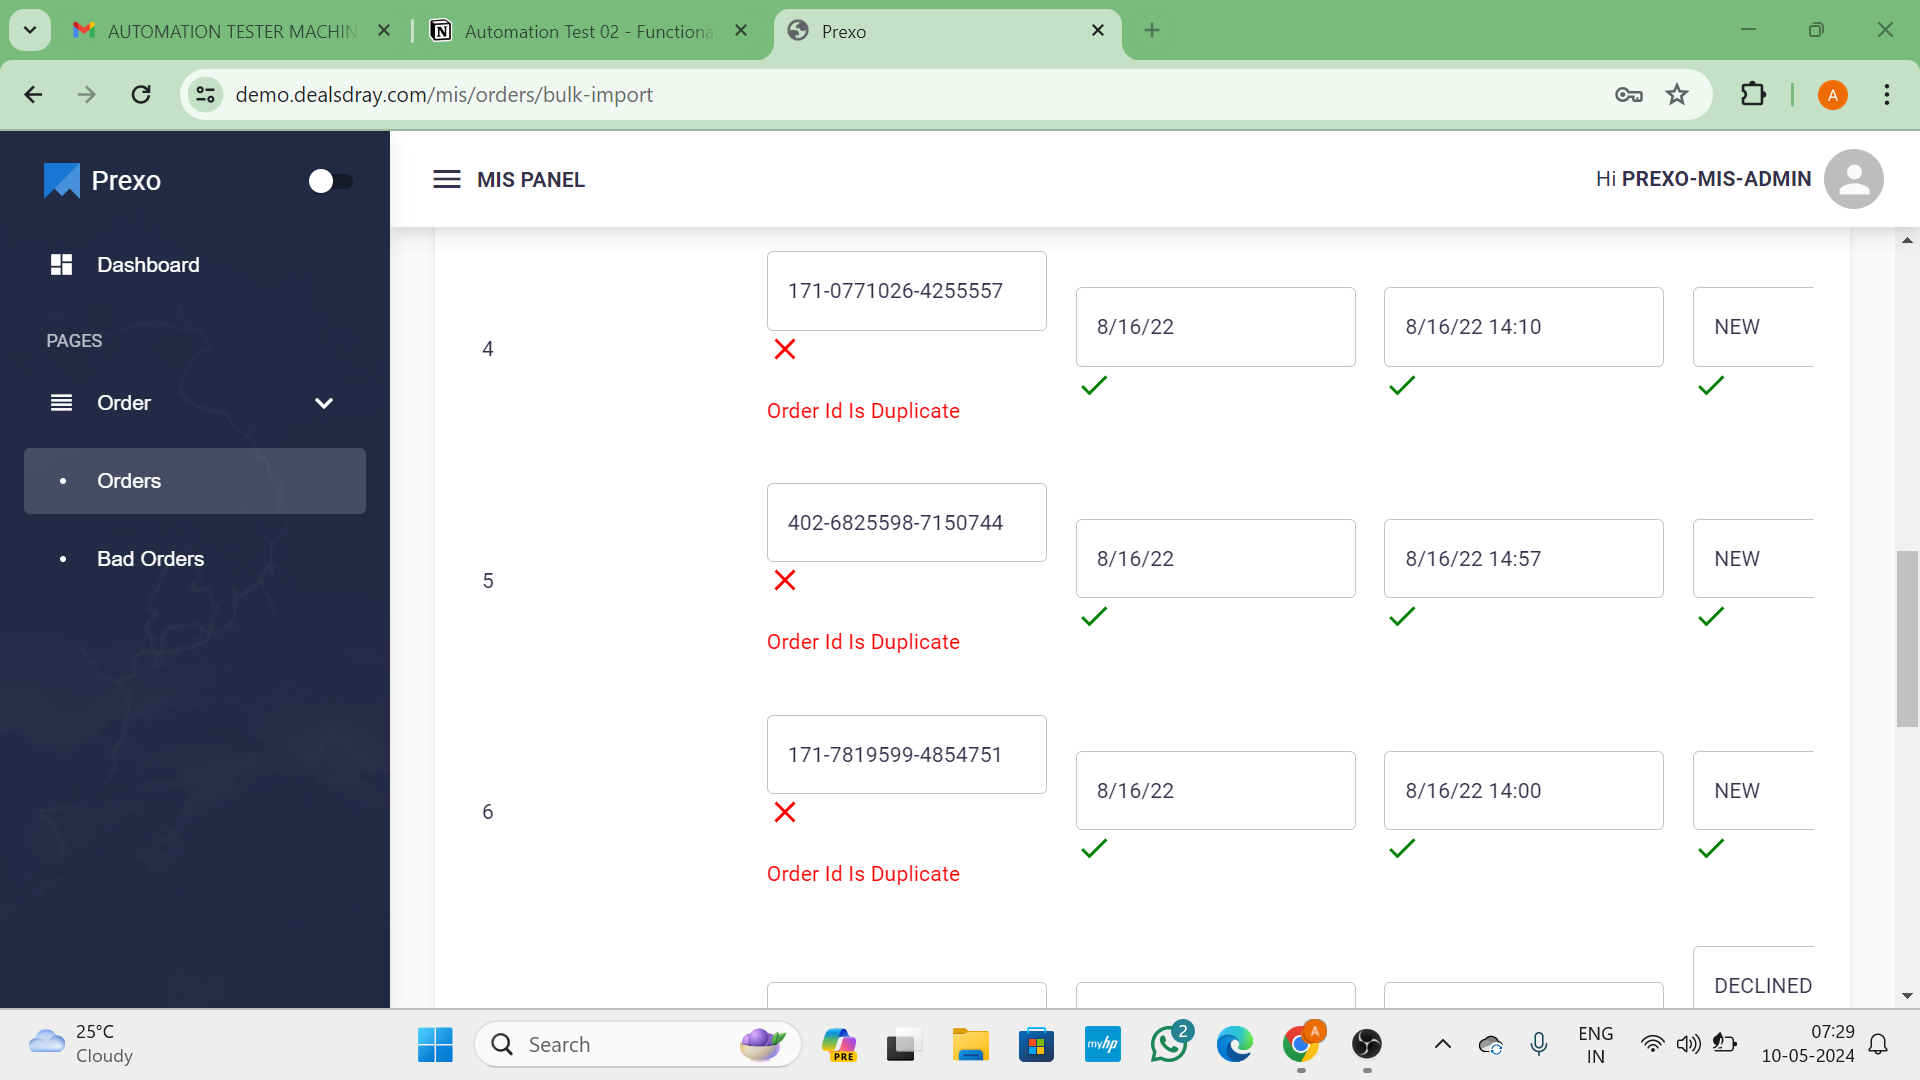 AUTOMATION TESTER MACHIN
Automation Test 02 - Functiona
Prexo
demo.dealsdray.com/mis/orders/bulk-import
A
Prexo
MIS PANEL
Hi PREXO-MIS-ADMIN
Dashboard
PAGES
Order
Orders
Bad Orders
4
171-0771026-4255557
Order Id Is Duplicate
8/16/22
8/16/22 14:10
NEW
5
402-6825598-7150744
Order Id Is Duplicate
8/16/22
8/16/22 14:57
NEW
6
171-7819599-4854751
Order Id Is Duplicate
8/16/22
8/16/22 14:00
NEW
DECLINED
25°C
Cloudy
Search
PRE
myhp
2
A
ENG
IN
07:29
10-05-2024